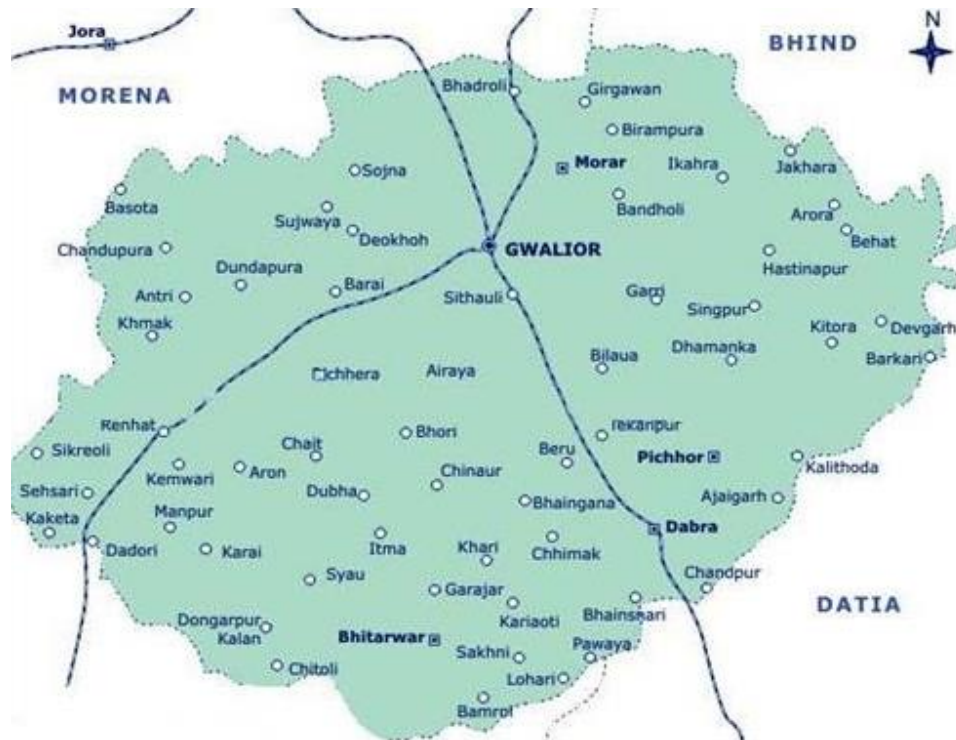 N
Jora
BHIND
MORENA
Bhadroli
Girgawan
Birampura
Morar
Ikahra
Jakhara
Sojna
Basota
Bandholi
Arora
Sujwaya
Deokhoh
Behat
Chandupura
GWALIOR
Hastinapur
Dundapura
Barai
Antri
Sithauli
Singpur
Khmak
Kitora
Devgarh
Bilaua
Dhamanka
Barkari
Airaya
Renhat
Bhori
Chait
Sikreoli
Beru
Pichhor
Kalithoda
Kemwari
Aron
Chinaur
Sehsari
Dubha
Bhaingana
Ajaigarh
Kaketa
Manpur
Dabra
Dadori
Karai
Itma
Khari
Chhimak
Syau
Chandpur
Garajar
DATIA
Kariaoti
Dongarpur
Kalan
Bhitarwar
Pawaya
Sakhni
Chitoli
Lohari
Bamrol